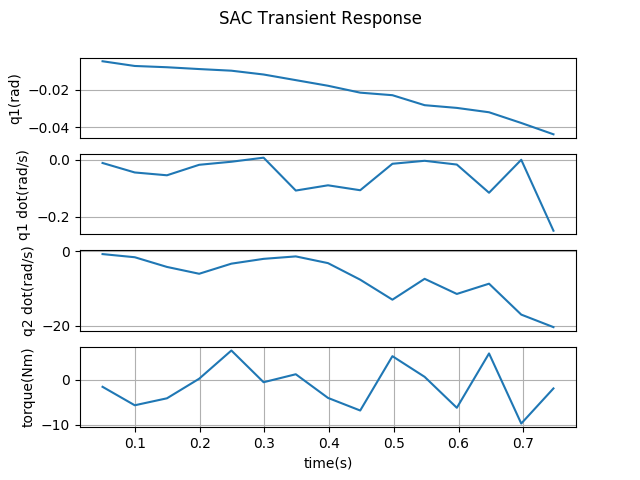 SAC Transient Response
q1(rad)
−0.02
−0.04
q1 dot(rad/s)
0.0
−0.2
q2 dot(rad/s)
0
−20
torque(Nm)
0
−10
0.1 0.2 0.3 0.4 0.5 0.6 0.7
time(s)